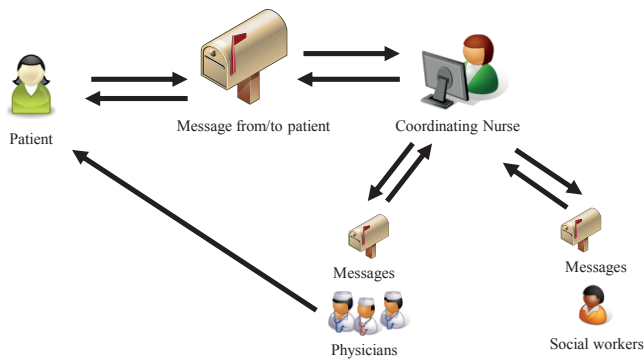 Patient
Message from/to patient
Coordinating Nurse
Messages
Messages
Physicians
Social workers